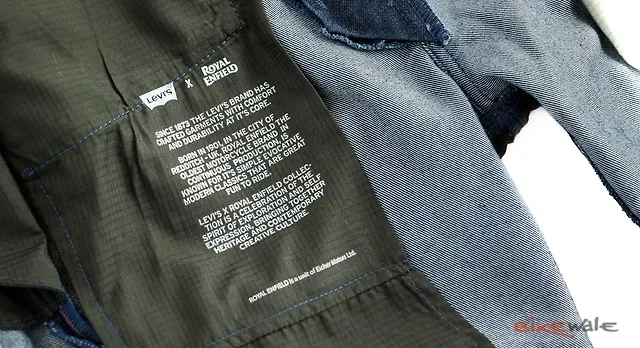 LEVI'S X ROYAL ENFIELD
SINCE 1873 THE LEVI'S BRAND HAS
CRAFTED GARMENTS WITH COMFORT
AND DURABILITY AT IT'S CORE.
BORN IN 1901, IN THE CITY OF
REDDITCH - UK, ROYAL ENFIELD, THE
OLDEST MOTORCYCLE BRAND IN
CONTINUOUS PRODUCTION, IS
KNOWN FOR IT'S SIMPLE EVOCATIVE
MODERN CLASSICS THAT ARE GREAT
FUN TO RIDE.
LEVI'S X ROYAL ENFIELD COLLEC-
TION IS A CELEBRATION OF THE
SPIRIT OF EXPLORATION AND SELF
EXPRESSION, BRINGING TOGETHER
HERITAGE AND CONTEMPORARY
CREATIVE CULTURE.
ROYAL ENFIELD is a unit of Eicher Motors Ltd.
BIKEWALE